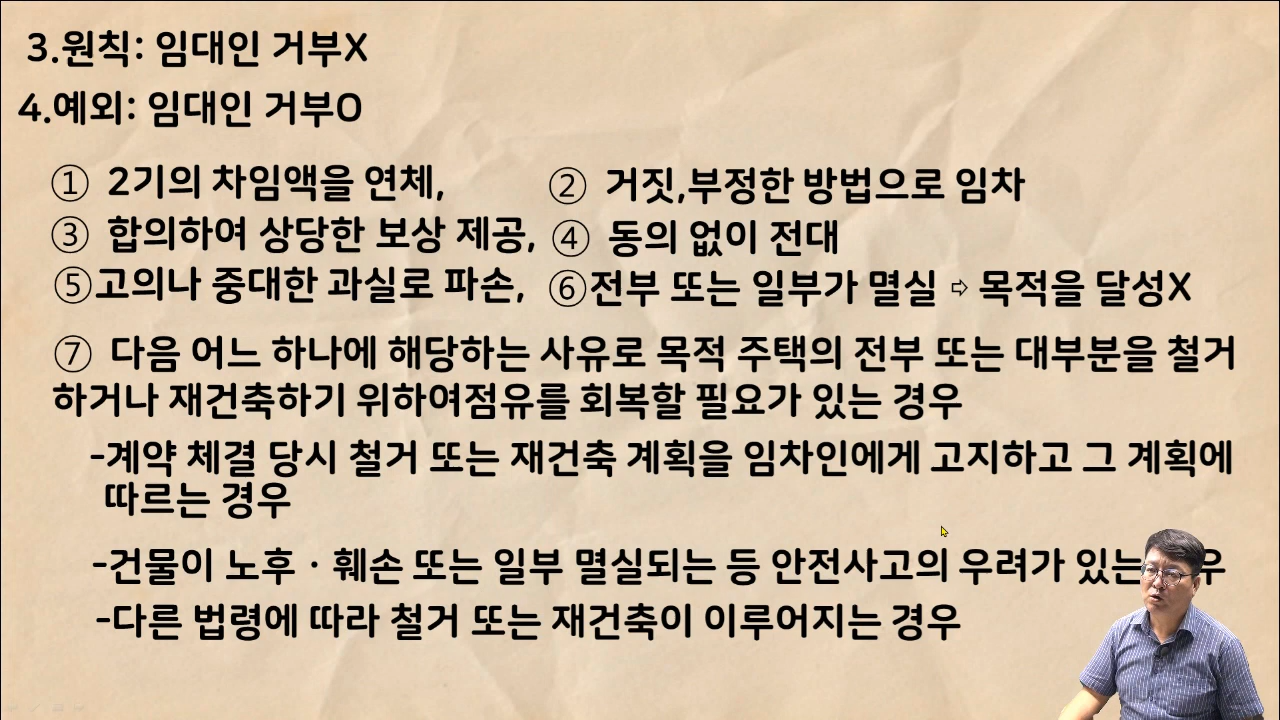 3.원칙: 임대인 거부X
4.예외: 임대인 거부O
① 2기의 차임액을 연체, ② 거짓,부정한 방법으로 임차
③ 합의하여 상당한 보상 제공, ④ 동의 없이 전대
⑤고의나 중대한 과실로 파손, ⑥전부 또는 일부가 멸실 ⇨ 목적을 달성X
⑦ 다음 어느 하나에 해당하는 사유로 목적 주택의 전부 또는 대부분을 철거
하거나 재건축하기 위하여점유를 회복할 필요가 있는 경우
-계약 체결 당시 철거 또는 재건축 계획을 임차인에게 고지하고 그 계획에
따르는 경우
-건물이 노후·훼손 또는 일부 멸실되는 등 안전사고의 우려가 있는 우
-다른 법령에 따라 철거 또는 재건축이 이루어지는 경우